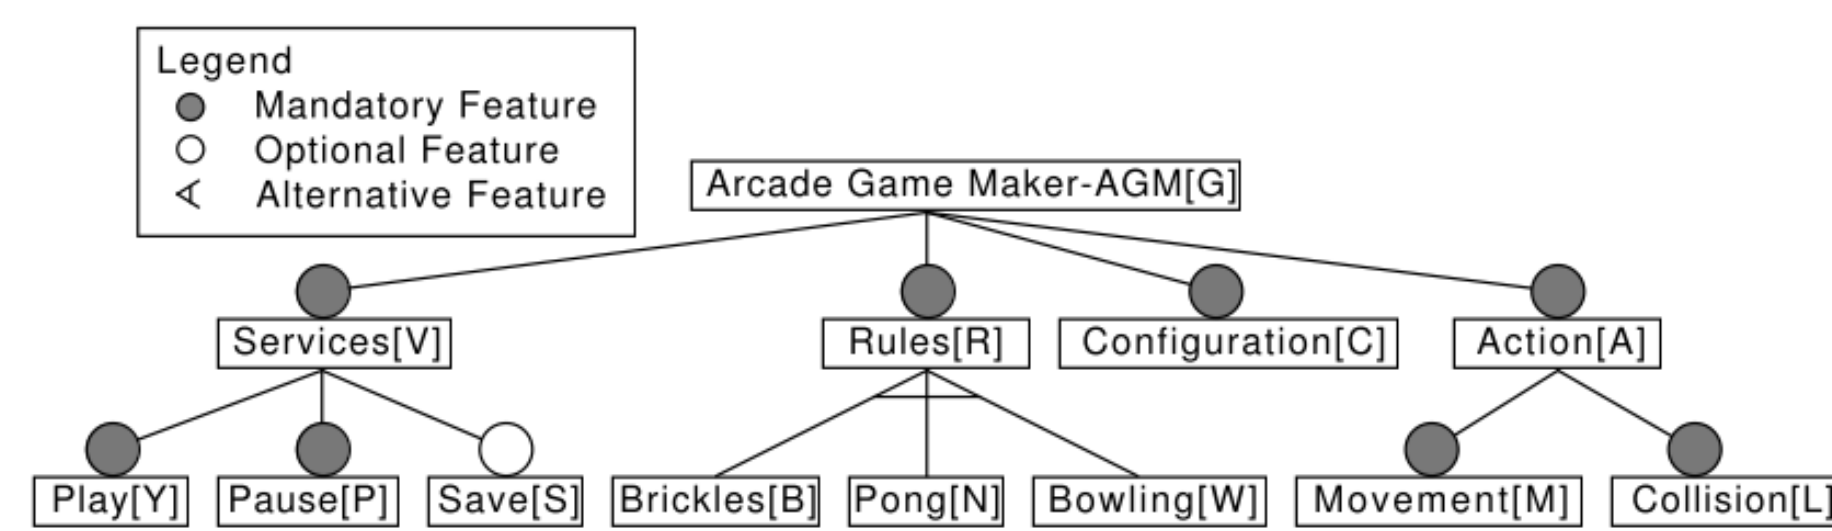 Legend
Mandatory Feature
Optional Feature
Alternative Feature
Arcade Game Maker-AGM[G]
Services[V]
Rules[R]
Configuration[C]
Action[A]
Play[Y]
Pause[P]
Save[S]
Brickles[B]
Pong[N]
Bowling[W]
Movement[M]
Collision[L]